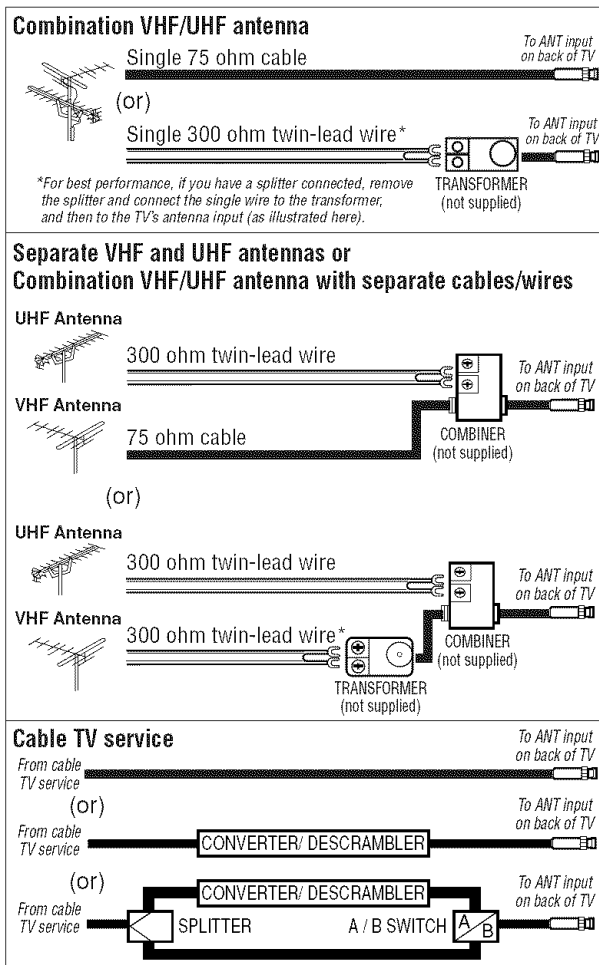 Combination VHF/UHF antenna
Single 75 ohm cable
To ANT input
on back of TV
(or)
Single 300 ohm twin-lead wire*
To ANT input
on back of TV
*For best performance, if you have a splitter connected, remove
the splitter and connect the single wire to the transformer,
and then to the TV's antenna input (as illustrated here).
TRANSFORMER
(not supplied)
Separate VHF and UHF antennas or
Combination VHF/UHF antenna with separate cables/wires
UHF Antenna
300 ohm twin-lead wire
To ANT input
on back of TV
VHF Antenna
75 ohm cable
COMBINER
(not supplied)
(or)
UHF Antenna
300 ohm twin-lead wire
To ANT input
on back of TV
VHF Antenna
300 ohm twin-lead wire*
COMBINER
(not supplied)
TRANSFORMER
(not supplied)
Cable TV service
To ANT input
on back of TV
From cable
TV service
(or)
To ANT input
on back of TV
From cable
TV service
CONVERTER/ DESCRAMBLER
(or)
To ANT input
on back of TV
CONVERTER/ DESCRAMBLER
From cable
TV service
SPLITTER
A / B SWITCH
A
B